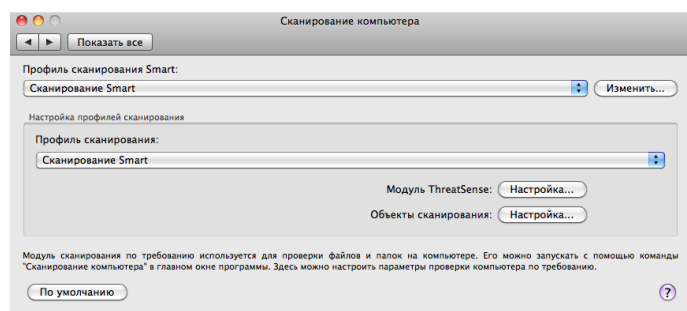 Сканирование компьютера
Показать все
Профиль сканирования Smart:
Сканирование Smart
Изменить...
Настройка профилей сканирования
Профиль сканирования:
Сканирование Smart
Модуль ThreatSense: Настройка...
Объекты сканирования: Настройка...
Модуль сканирования по требованию используется для проверки файлов и папок на компьютере. Его можно запускать с помощью команды
"Сканирование компьютера" в главном окне программы. Здесь можно настроить параметры проверки компьютера по требованию.
По умолчанию
?